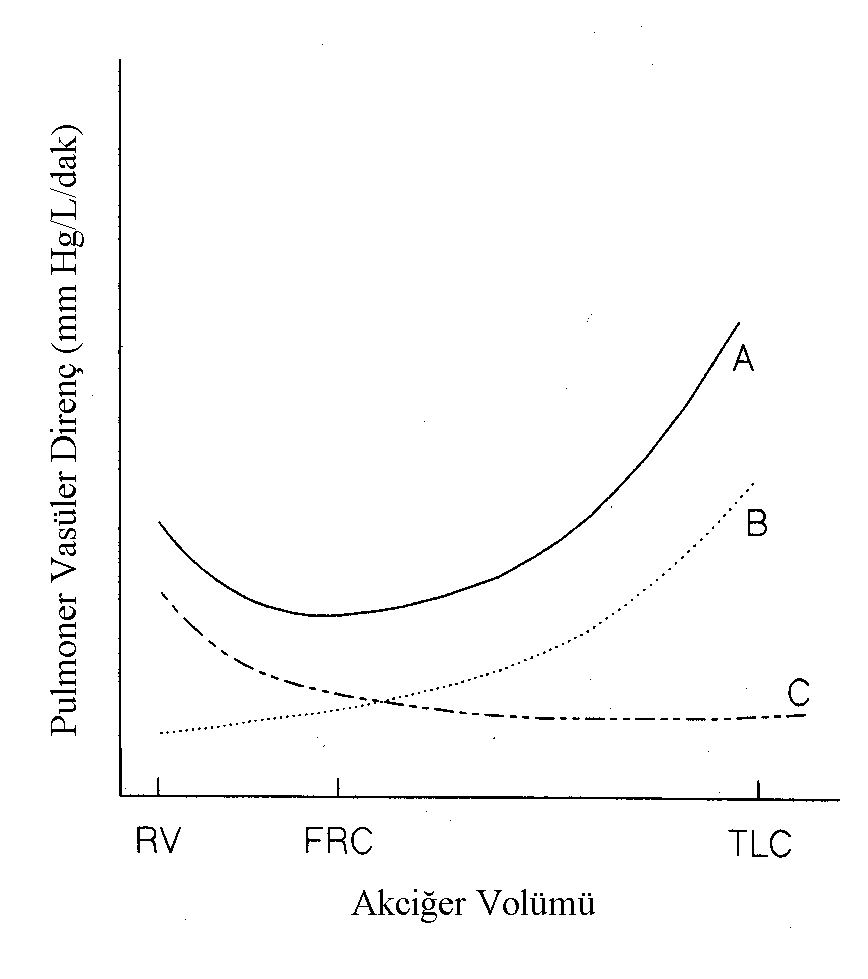 Pulmoner Vasüler Direnç (mm Hg/L/dak)
A
B
C
RV FRC TLC
Akciğer Volümü